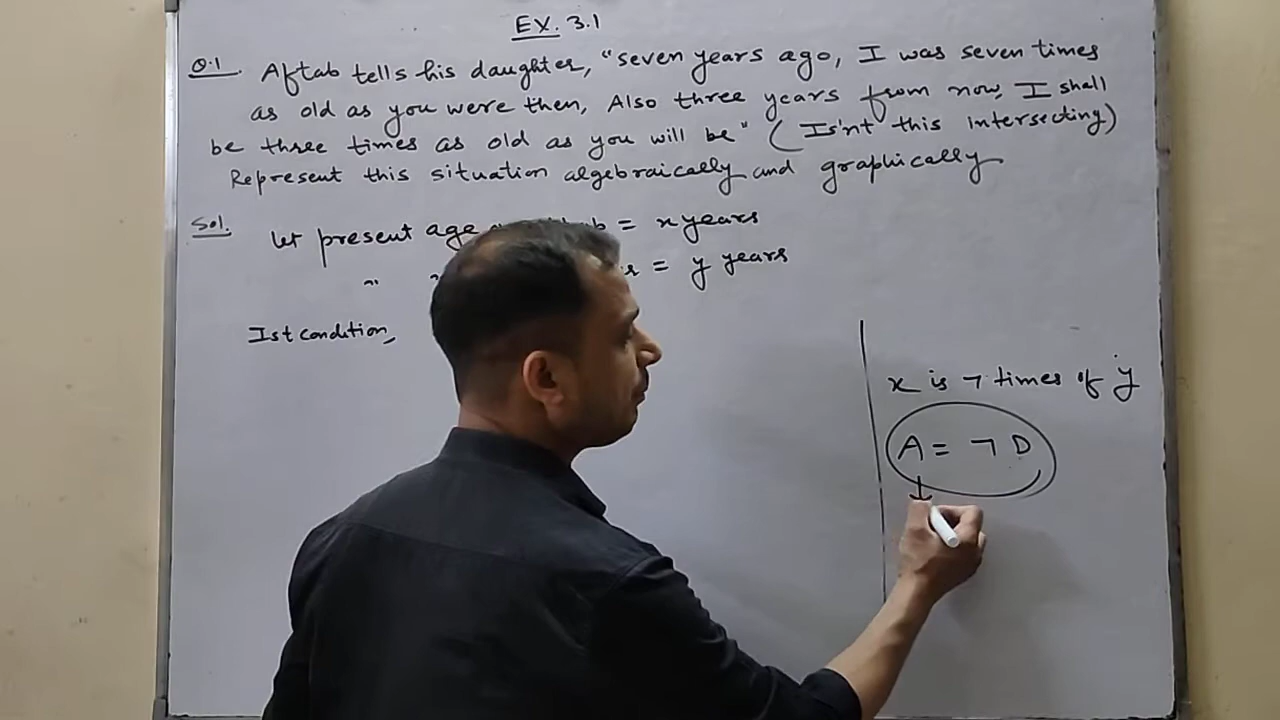 EX. 3.1
Q.1 Aftab tells his daughter, "seven years ago, I was seven times
as old as you were then, Also three years from now, I shall
be three times as old as you will be" (Isn't this intersecting)
Represent this situation algebraically and graphically
Sol. let present age = x years
" = y years
Ist condition,
x is 7 times of y
A = 7 D